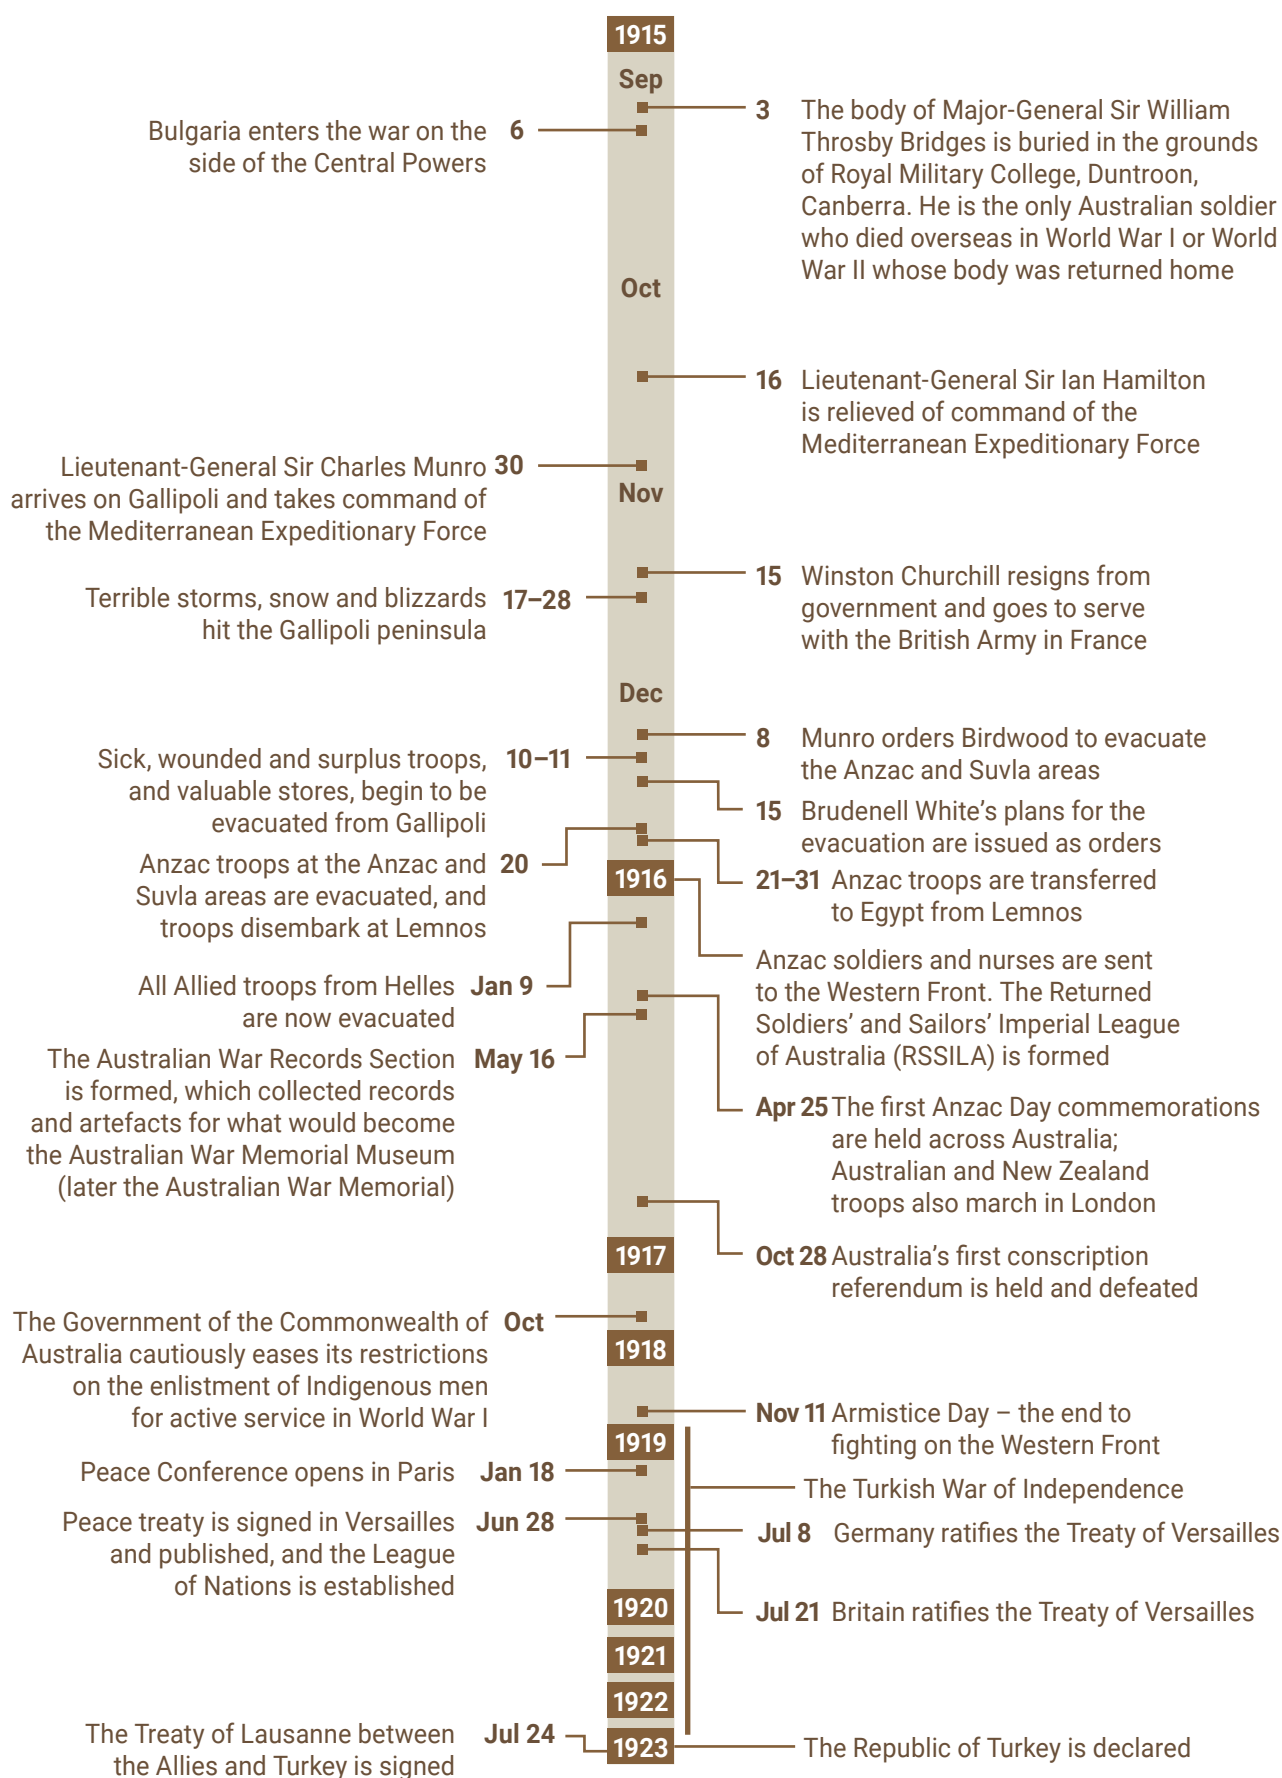 1915
Sep
3 The body of Major-General Sir William
Throsby Bridges is buried in the grounds
of Royal Military College, Duntroon,
Canberra. He is the only Australian soldier
who died overseas in World War I or World
War II whose body was returned home
Bulgaria enters the war on the 6
side of the Central Powers
Oct
16 Lieutenant-General Sir Ian Hamilton
is relieved of command of the
Mediterranean Expeditionary Force
Lieutenant-General Sir Charles Munro 30
arrives on Gallipoli and takes command of
the Mediterranean Expeditionary Force
Nov
15 Winston Churchill resigns from
government and goes to serve
with the British Army in France
Terrible storms, snow and blizzards 17–28
hit the Gallipoli peninsula
Dec
8 Munro orders Birdwood to evacuate
the Anzac and Suvla areas
Sick, wounded and surplus troops, 10–11
and valuable stores, begin to be
evacuated from Gallipoli
15 Brudenell White's plans for the
evacuation are issued as orders
Anzac troops at the Anzac and 20
Suvla areas are evacuated, and
troops disembark at Lemnos
21–31 Anzac troops are transferred
to Egypt from Lemnos
1916
Anzac soldiers and nurses are sent
to the Western Front. The Returned
Soldiers' and Sailors' Imperial League
of Australia (RSSILA) is formed
All Allied troops from Helles Jan 9
are now evacuated
Apr 25 The first Anzac Day commemorations
are held across Australia;
Australian and New Zealand
troops also march in London
The Australian War Records Section May 16
is formed, which collected records
and artefacts for what would become
the Australian War Memorial Museum
(later the Australian War Memorial)
Oct 28 Australia's first conscription
referendum is held and defeated
1917
The Government of the Commonwealth of Oct
Australia cautiously eases its restrictions
on the enlistment of Indigenous men
for active service in World War I
1918
Nov 11 Armistice Day – the end to
fighting on the Western Front
1919
Peace Conference opens in Paris Jan 18
The Turkish War of Independence
Peace treaty is signed in Versailles Jun 28
and published, and the League
of Nations is established
Jul 8 Germany ratifies the Treaty of Versailles
Jul 21 Britain ratifies the Treaty of Versailles
1920
1921
1922
1923
The Treaty of Lausanne between Jul 24
the Allies and Turkey is signed
The Republic of Turkey is declared